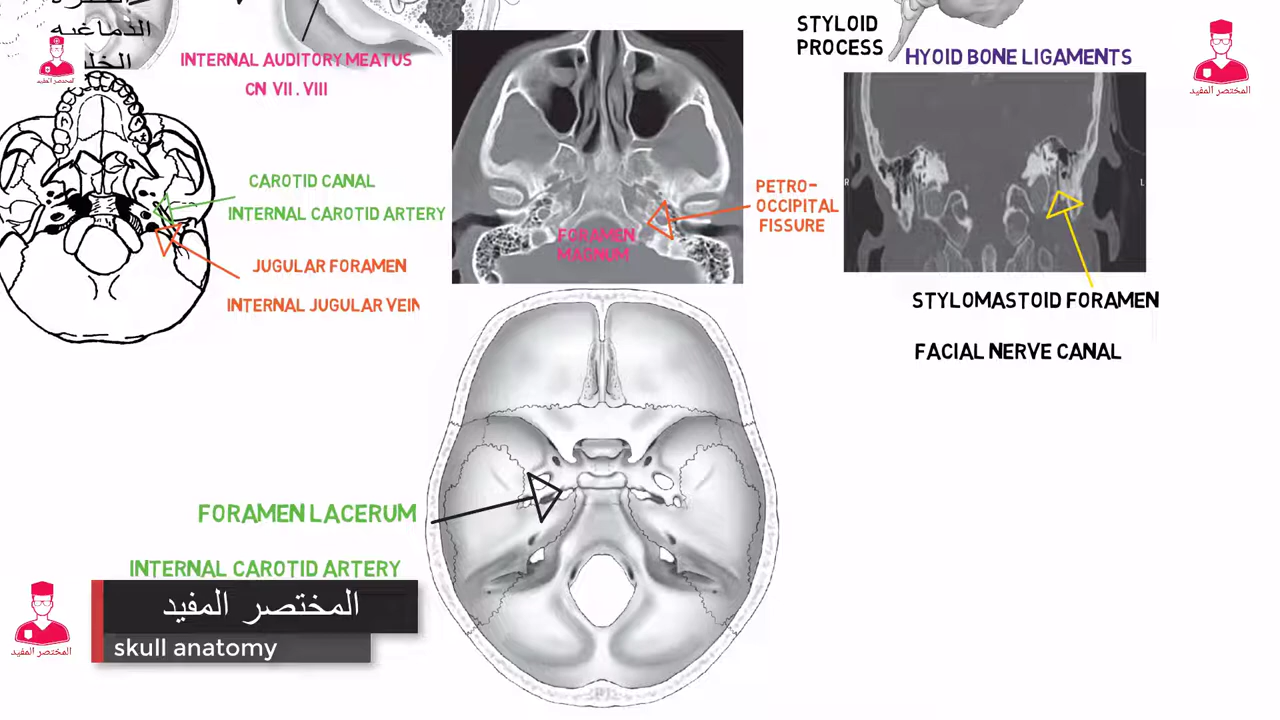 الدماغيه
INTERNAL AUDITORY MEATUS
CN VII . VIII
المختصر المفيد
CAROTID CANAL
INTERNAL CAROTID ARTERY
JUGULAR FORAMEN
INTERNAL JUGULAR VEIN
FORAMEN
MAGNUM
PETRO-
OCCIPITAL
FISSURE
STYLOID
PROCESS
HYOID BONE LIGAMENTS
المختصر المفيد
R
L
STYLOMASTOID FORAMEN
FACIAL NERVE CANAL
FORAMEN LACERUM
INTERNAL CAROTID ARTERY
المختصر المفيد
skull anatomy
المختصر المفيد